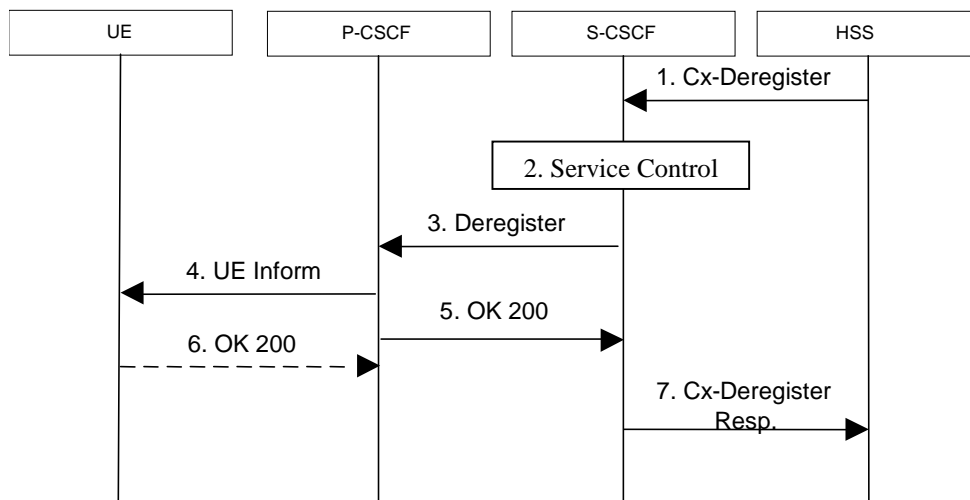 UE
P-CSCF
S-CSCF
HSS
1. Cx-Deregister
2. Service Control
3. Deregister
4. UE Inform
5. OK 200
6. OK 200
7. Cx-Deregister
Resp.